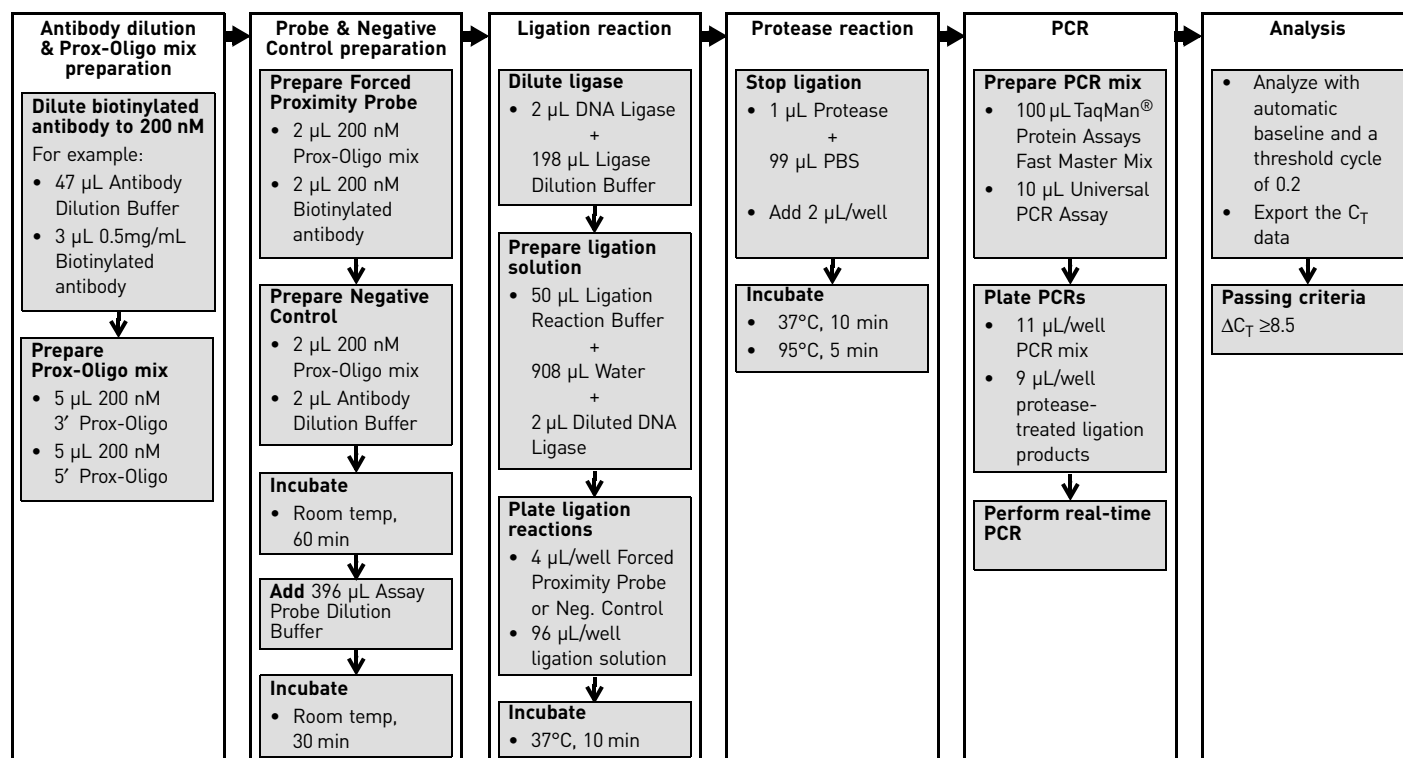 Antibody dilution
& Prox-Oligo mix
preparation
Dilute biotinylated
antibody to 200 nM
For example:
• 47 µL Antibody
Dilution Buffer
• 3 µL 0.5mg/mL
Biotinylated
antibody
Prepare
Prox-Oligo mix
• 5 µL 200 nM
3′ Prox-Oligo
• 5 µL 200 nM
5′ Prox-Oligo
Probe & Negative
Control preparation
Prepare Forced
Proximity Probe
• 2 µL 200 nM
Prox-Oligo mix
• 2 µL 200 nM
Biotinylated
antibody
Prepare Negative
Control
• 2 µL 200 nM
Prox-Oligo mix
• 2 µL Antibody
Dilution Buffer
Incubate
• Room temp,
60 min
Add 396 µL Assay
Probe Dilution
Buffer
Incubate
• Room temp,
30 min
Ligation reaction
Dilute ligase
• 2 µL DNA Ligase
+
198 µL Ligase
Dilution Buffer
Prepare ligation
solution
• 50 µL Ligation
Reaction Buffer
+
908 µL Water
+
2 µL Diluted DNA
Ligase
Plate ligation
reactions
• 4 µL/well Forced
Proximity Probe
or Neg. Control
• 96 µL/well
ligation solution
Incubate
• 37°C, 10 min
Protease reaction
Stop ligation
• 1 µL Protease
+
99 µL PBS
• Add 2 µL/well
Incubate
• 37°C, 10 min
• 95°C, 5 min
PCR
Prepare PCR mix
• 100 µL TaqMan®
Protein Assays
Fast Master Mix
• 10 µL Universal
PCR Assay
Plate PCRs
• 11 µL/well
PCR mix
• 9 µL/well
protease-
treated ligation
products
Perform real-time
PCR
Analysis
• Analyze with
automatic
baseline and a
threshold cycle
of 0.2
• Export the CT
data
Passing criteria
ΔCT ≥8.5